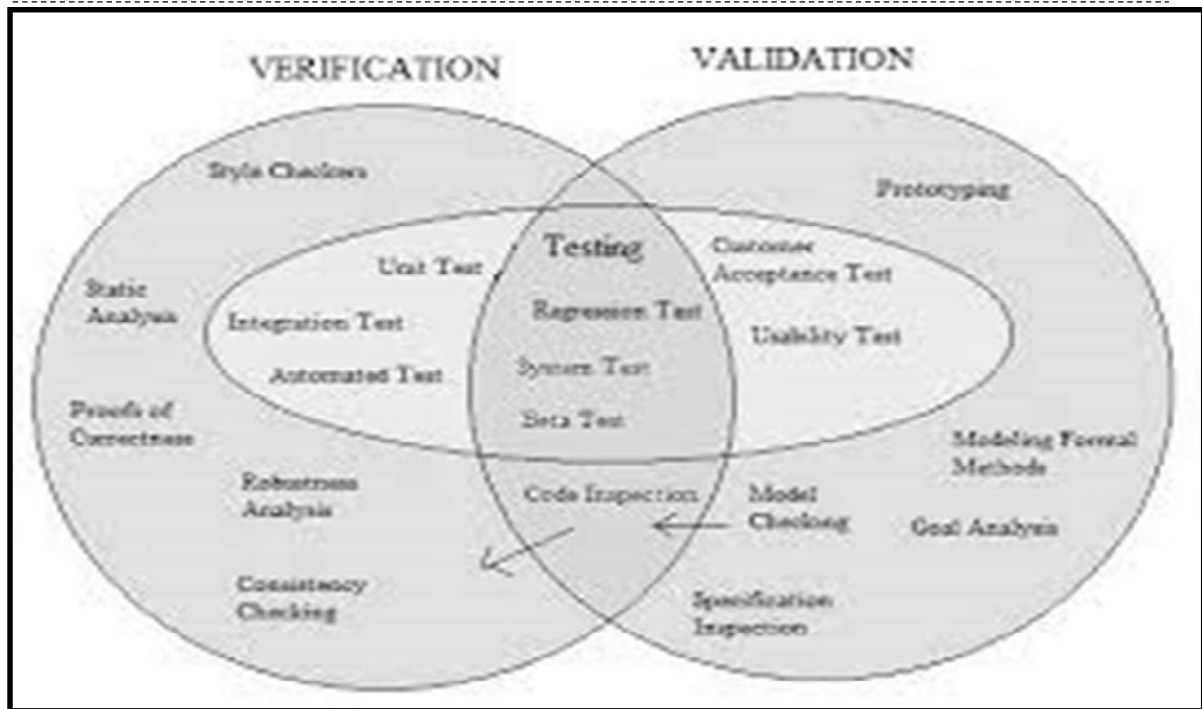 VERIFICATION
VALIDATION
Style Checkers
Prototyping
Testing
Customer
Acceptance Test
Unit Test
Static
Analysis
Regression Test
Integration Test
Usability Test
System Test
Automated Test
Proofs of
Correctness
Beta Test
Modeling Formal
Methods
Robustness
Analysis
Code Inspection
Model
Checking
Goal Analysis
Consistency
Checking
Specification
Inspection